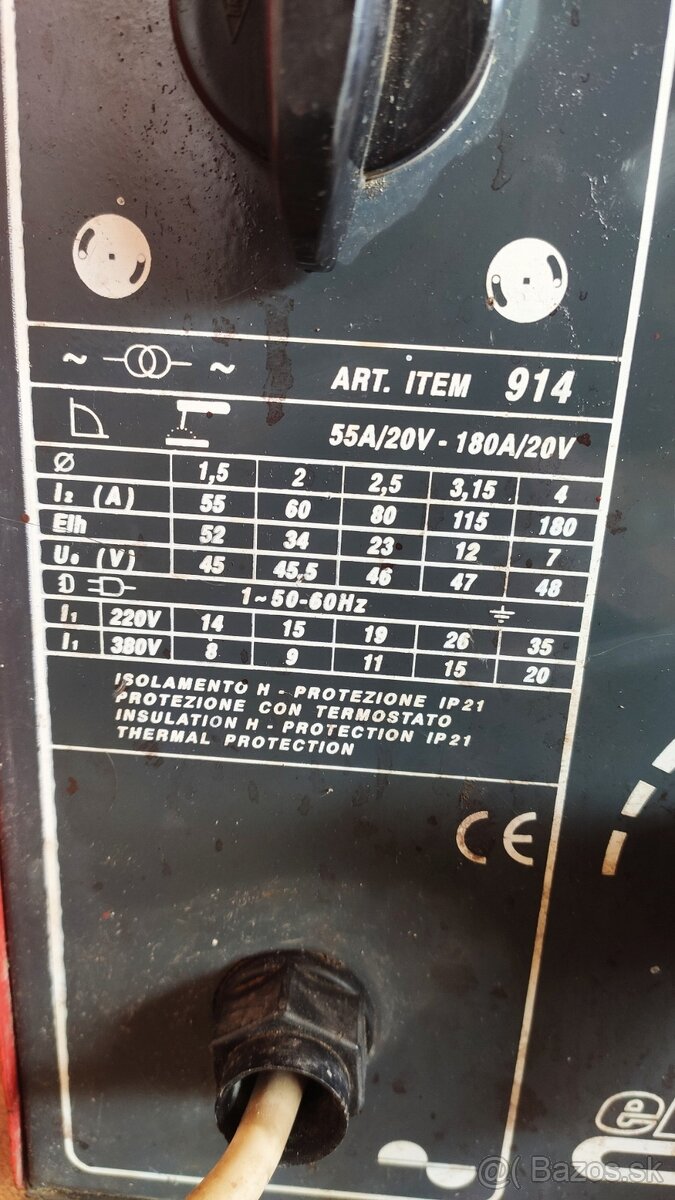 ~ ~ ART. ITEM 914
55A/20V - 180A/20V
Ø 1,5 2 2,5 3,15 4
I₂ (A) 55 60 80 115 180
Elh 52 34 23 12 7
U₀ (V) 45 45,5 46 47 48
1~50-60Hz
I₁ 220V 14 15 19 26 35
I₁ 380V 8 9 11 15 20
ISOLAMENTO H - PROTEZIONE IP21
PROTEZIONE CON TERMOSTATO
INSULATION H - PROTECTION IP21
THERMAL PROTECTION
CE
@( Bazos.sk